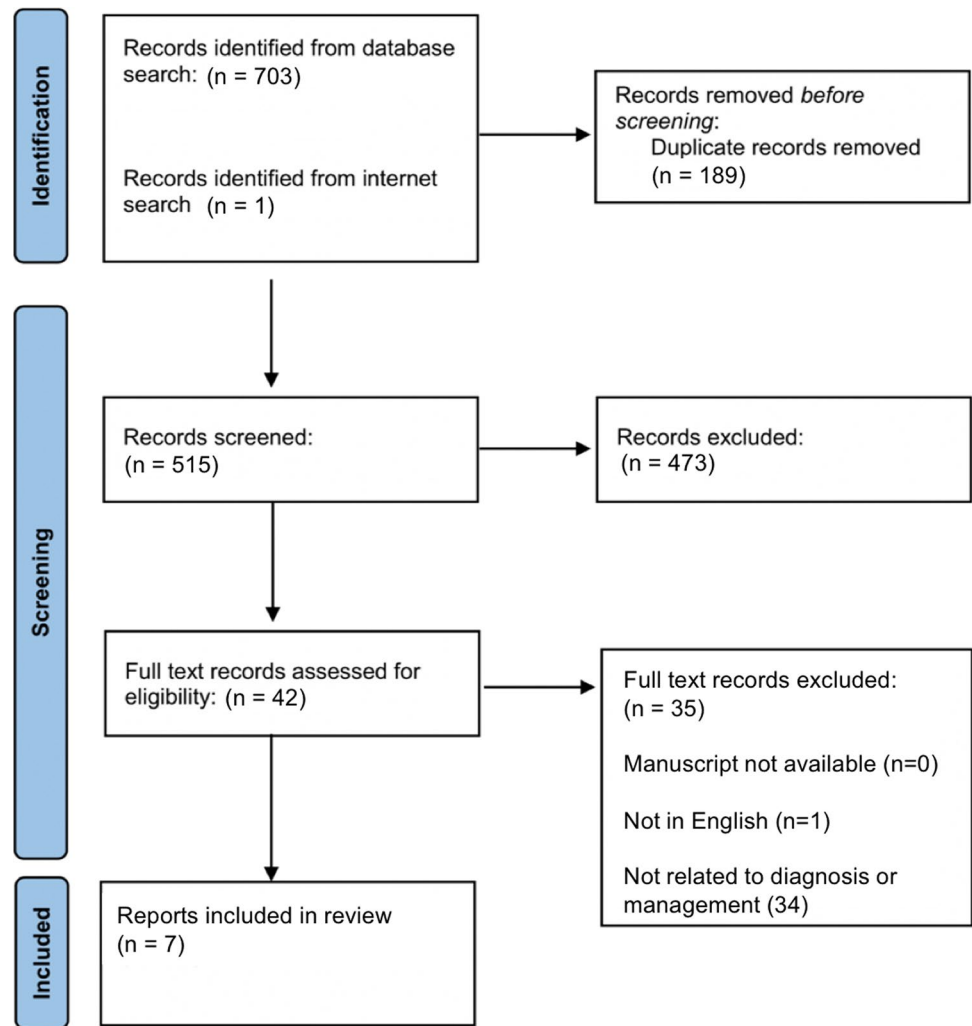 Identification
Records identified from database
search: (n = 703)
Records identified from internet
search (n = 1)
Records removed before
screening:
Duplicate records removed
(n = 189)
Screening
Records screened:
(n = 515)
Records excluded:
(n = 473)
Full text records assessed for
eligibility: (n = 42)
Full text records excluded:
(n = 35)
Manuscript not available (n=0)
Not in English (n=1)
Not related to diagnosis or
management (34)
Included
Reports included in review
(n = 7)